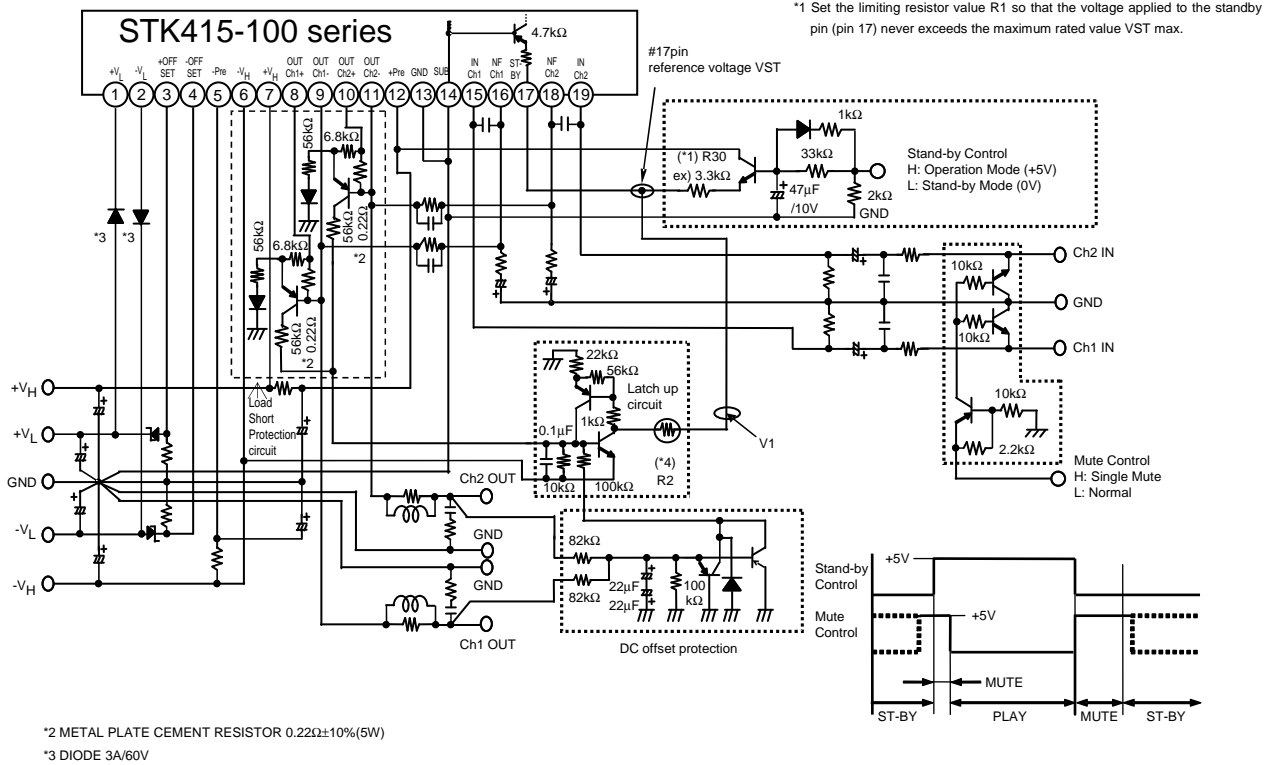 *1 Set the limiting resistor value R1 so that the voltage applied to the standby
pin (pin 17) never exceeds the maximum rated value VST max.
STK415-100 series
4.7kΩ
#17pin
reference voltage VST
+VL
-VL
+OFF
SET
-OFF
SET
-Pre
-VH
+VH
OUT
Ch1+
OUT
Ch1-
OUT
Ch2+
OUT
Ch2-
+Pre
GND
SUB
IN
Ch1
NF
Ch1
ST-
BY
NF
Ch2
IN
Ch2
1 2 3 4 5 6 7 8 9 10 11 12 13 14 15 16 17 18 19
56kΩ
6.8kΩ
56kΩ
0.22Ω
*2
*3
*3
56kΩ
6.8kΩ
56kΩ
0.22Ω
*2
(*1) R30
ex) 3.3kΩ
1kΩ
33kΩ
47µF
/10V
2kΩ
GND
Stand-by Control
H: Operation Mode (+5V)
L: Stand-by Mode (0V)
Ch2 IN
10kΩ
GND
10kΩ
Ch1 IN
10kΩ
2.2kΩ
Mute Control
H: Single Mute
L: Normal
22kΩ
56kΩ
Latch up
circuit
1kΩ
0.1µF
10kΩ
100kΩ
(*4)
R2
V1
+VH
+VL
GND
-VL
-VH
Load
Short
Protection
circuit
Ch2 OUT
GND
GND
Ch1 OUT
82kΩ
82kΩ
22µF
22µF
100
kΩ
DC offset protection
Stand-by
Control
+5V
Mute
Control
+5V
MUTE
ST-BY
PLAY
MUTE
ST-BY
*2 METAL PLATE CEMENT RESISTOR 0.22Ω±10%(5W)
*3 DIODE 3A/60V